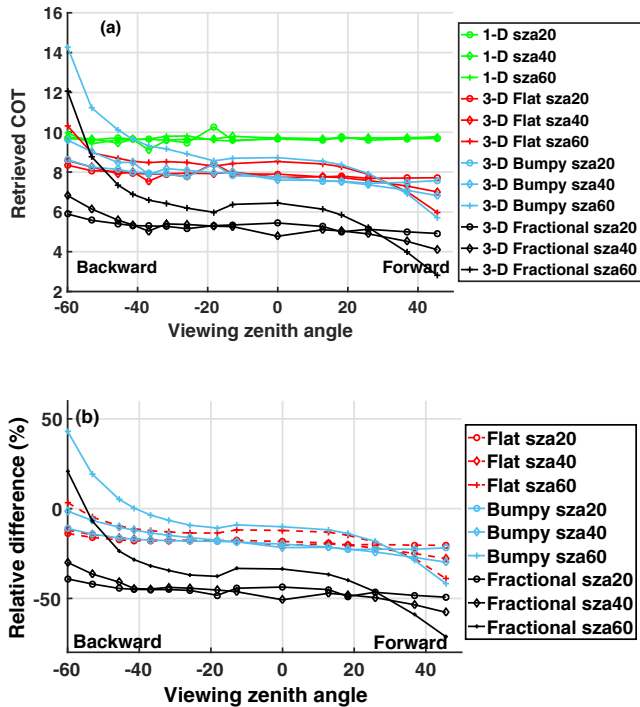 (a)
16
14
12
10
8
6
4
2
Retrieved COT
Backward
Forward
-60
-40
-20
0
20
40
Viewing zenith angle
1-D sza20
1-D sza40
1-D sza60
3-D Flat sza20
3-D Flat sza40
3-D Flat sza60
3-D Bumpy sza20
3-D Bumpy sza40
3-D Bumpy sza60
3-D Fractional sza20
3-D Fractional sza40
3-D Fractional sza60
(b)
50
0
-50
Relative difference (%)
Backward
Forward
-60
-40
-20
0
20
40
Viewing zenith angle
Flat sza20
Flat sza40
Flat sza60
Bumpy sza20
Bumpy sza40
Bumpy sza60
Fractional sza20
Fractional sza40
Fractional sza60